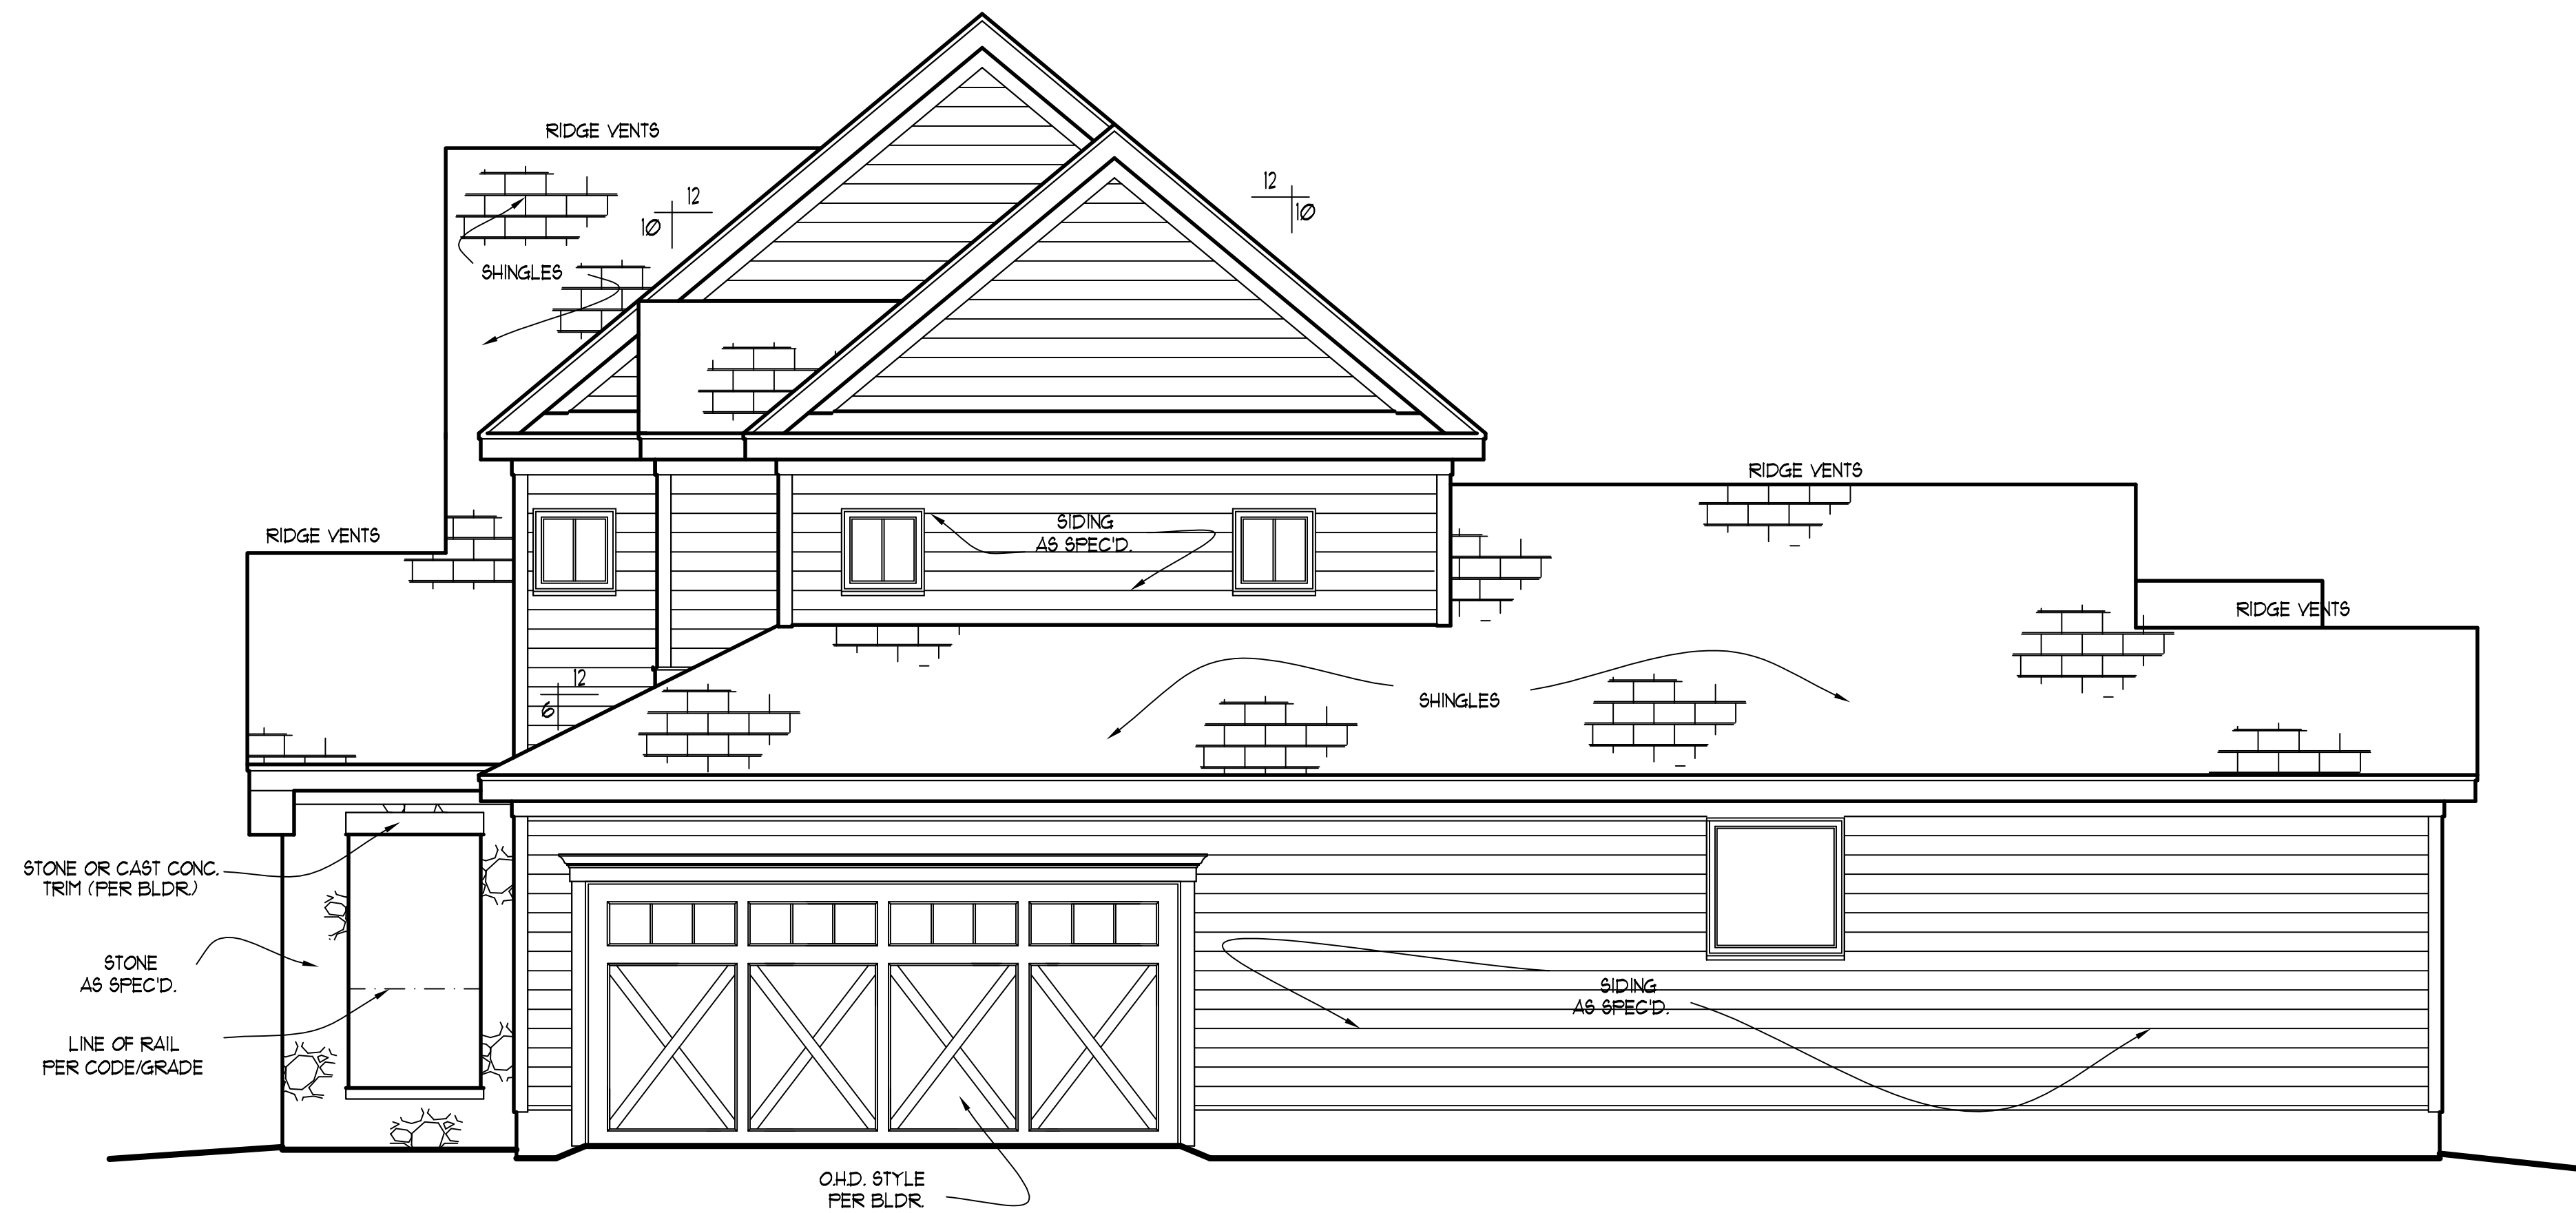 RIDGE VENTS
12
10
12
10
SHINGLES
RIDGE VENTS
RIDGE VENTS
SIDING
AS SPEC'D.
RIDGE VENTS
12
6
SHINGLES
STONE OR CAST CONC.
TRIM (PER BLDR.)
STONE
AS SPEC'D.
SIDING
AS SPEC'D.
LINE OF RAIL
PER CODE/GRADE
O.H.D. STYLE
PER BLDR.